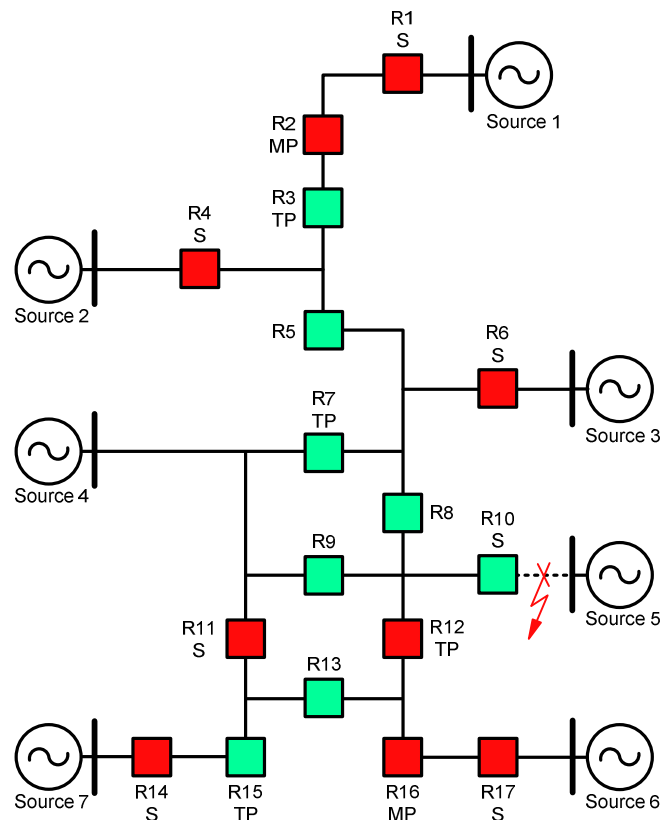 R1
S
Source 1
R2
MP
R3
TP
R4
S
Source 2
R5
R6
S
Source 3
R7
TP
Source 4
R8
R10
S
R9
Source 5
R11
S
R12
TP
R13
Source 7
R14
S
R15
TP
R16
MP
R17
S
Source 6